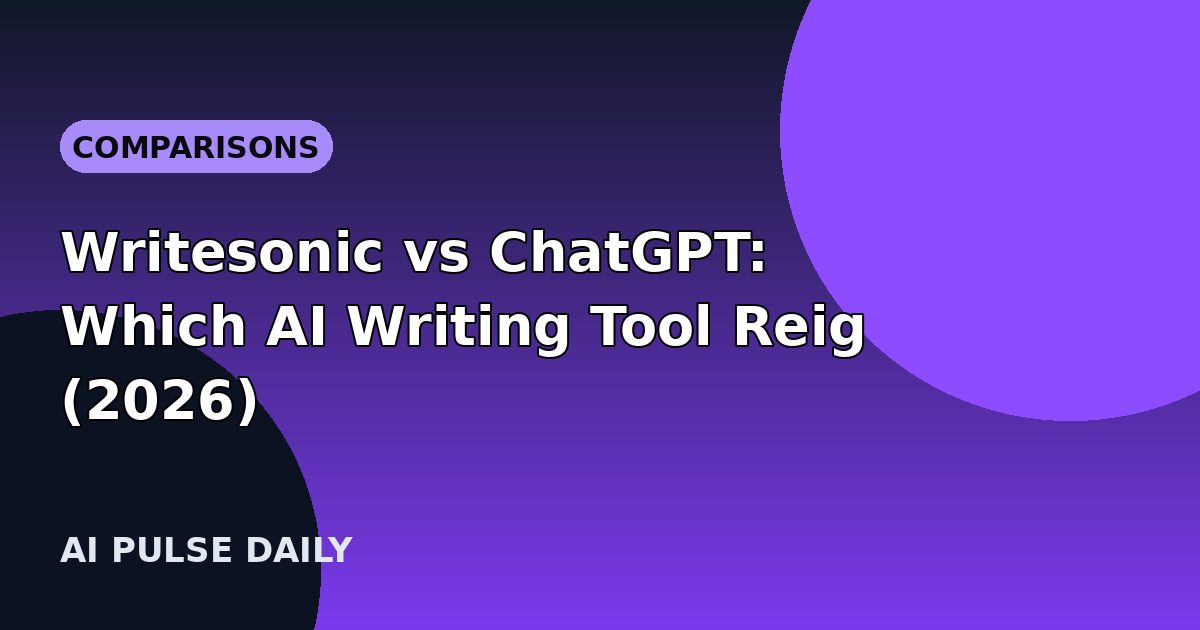 COMPARISONS
Writesonic vs ChatGPT:
Which AI Writing Tool Reig
(2026)
AI PULSE DAILY